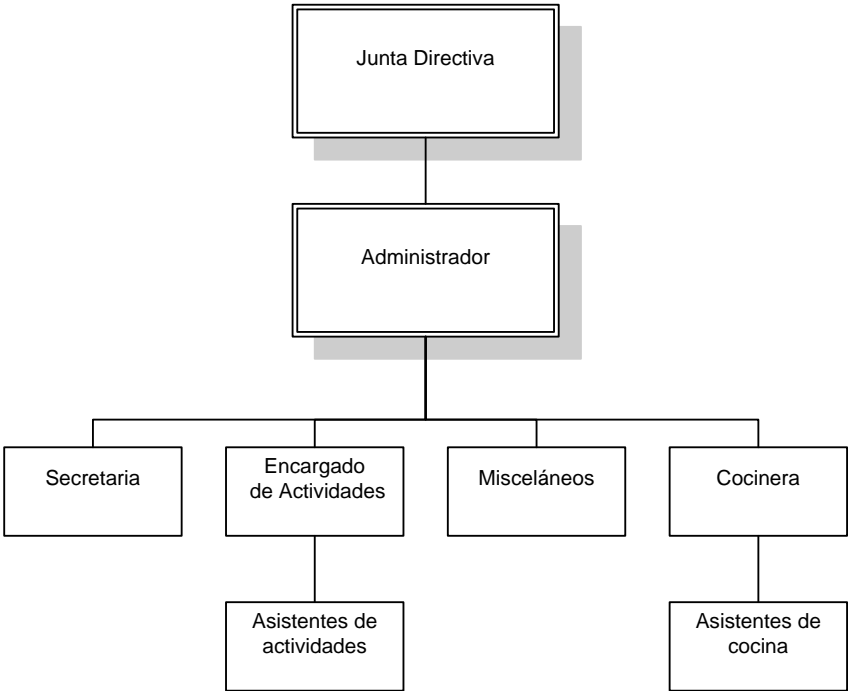 Junta Directiva
Administrador
Secretaria
Encargado
de Actividades
Misceláneos
Cocinera
Asistentes de
actividades
Asistentes de
cocina